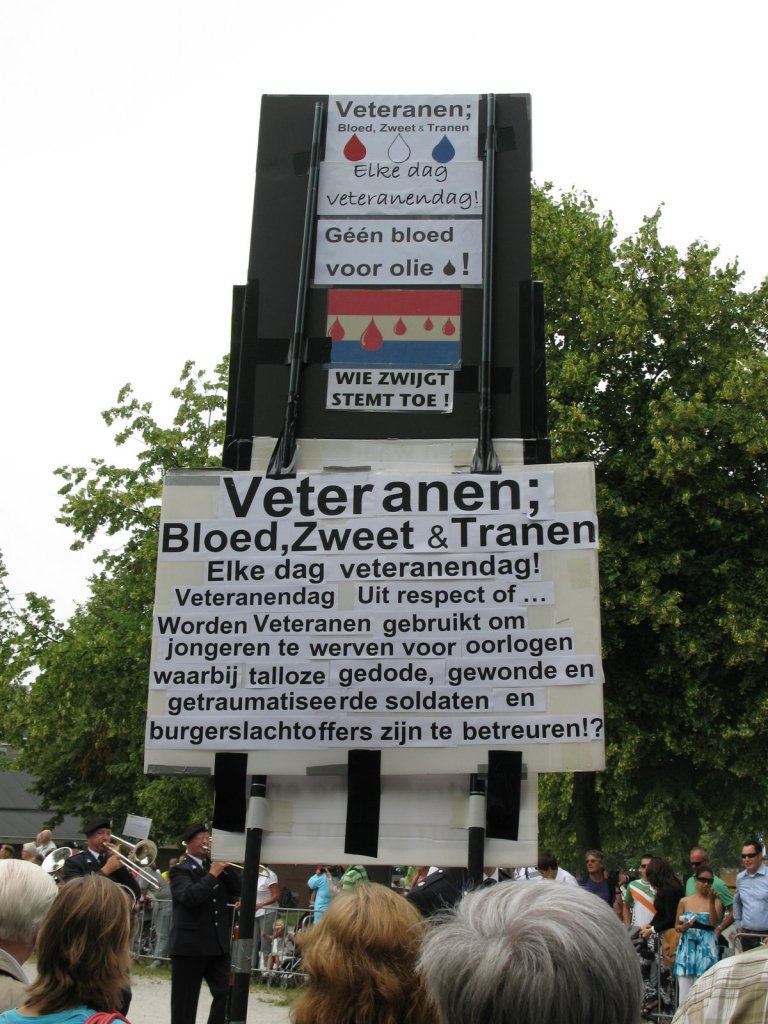 Veteranen;
Bloed, Zweet & Tranen
Elke dag
veteranendag!
Géén bloed
voor olie !
WIE ZWIJGT
STEMT TOE !
Veteranen;
Bloed, Zweet & Tranen
Elke dag veteranendag!
Veteranendag Uit respect of ...
Worden Veteranen gebruikt om
jongeren te werven voor oorlogen
waarbij talloze gedode, gewonde en
getraumatiseerde soldaten en
burgerslachtoffers zijn te betreuren!?